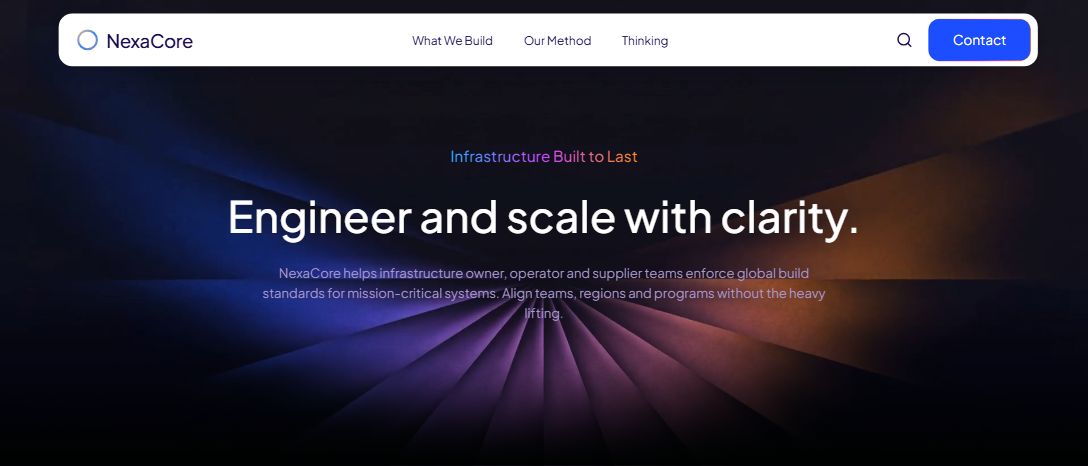 NexaCore
What We Build
Our Method
Thinking
Contact
Infrastructure Built to Last
Engineer and scale with clarity.
NexaCore helps infrastructure owner, operator and supplier teams enforce global build
standards for mission-critical systems. Align teams, regions and programs without the heavy
lifting.